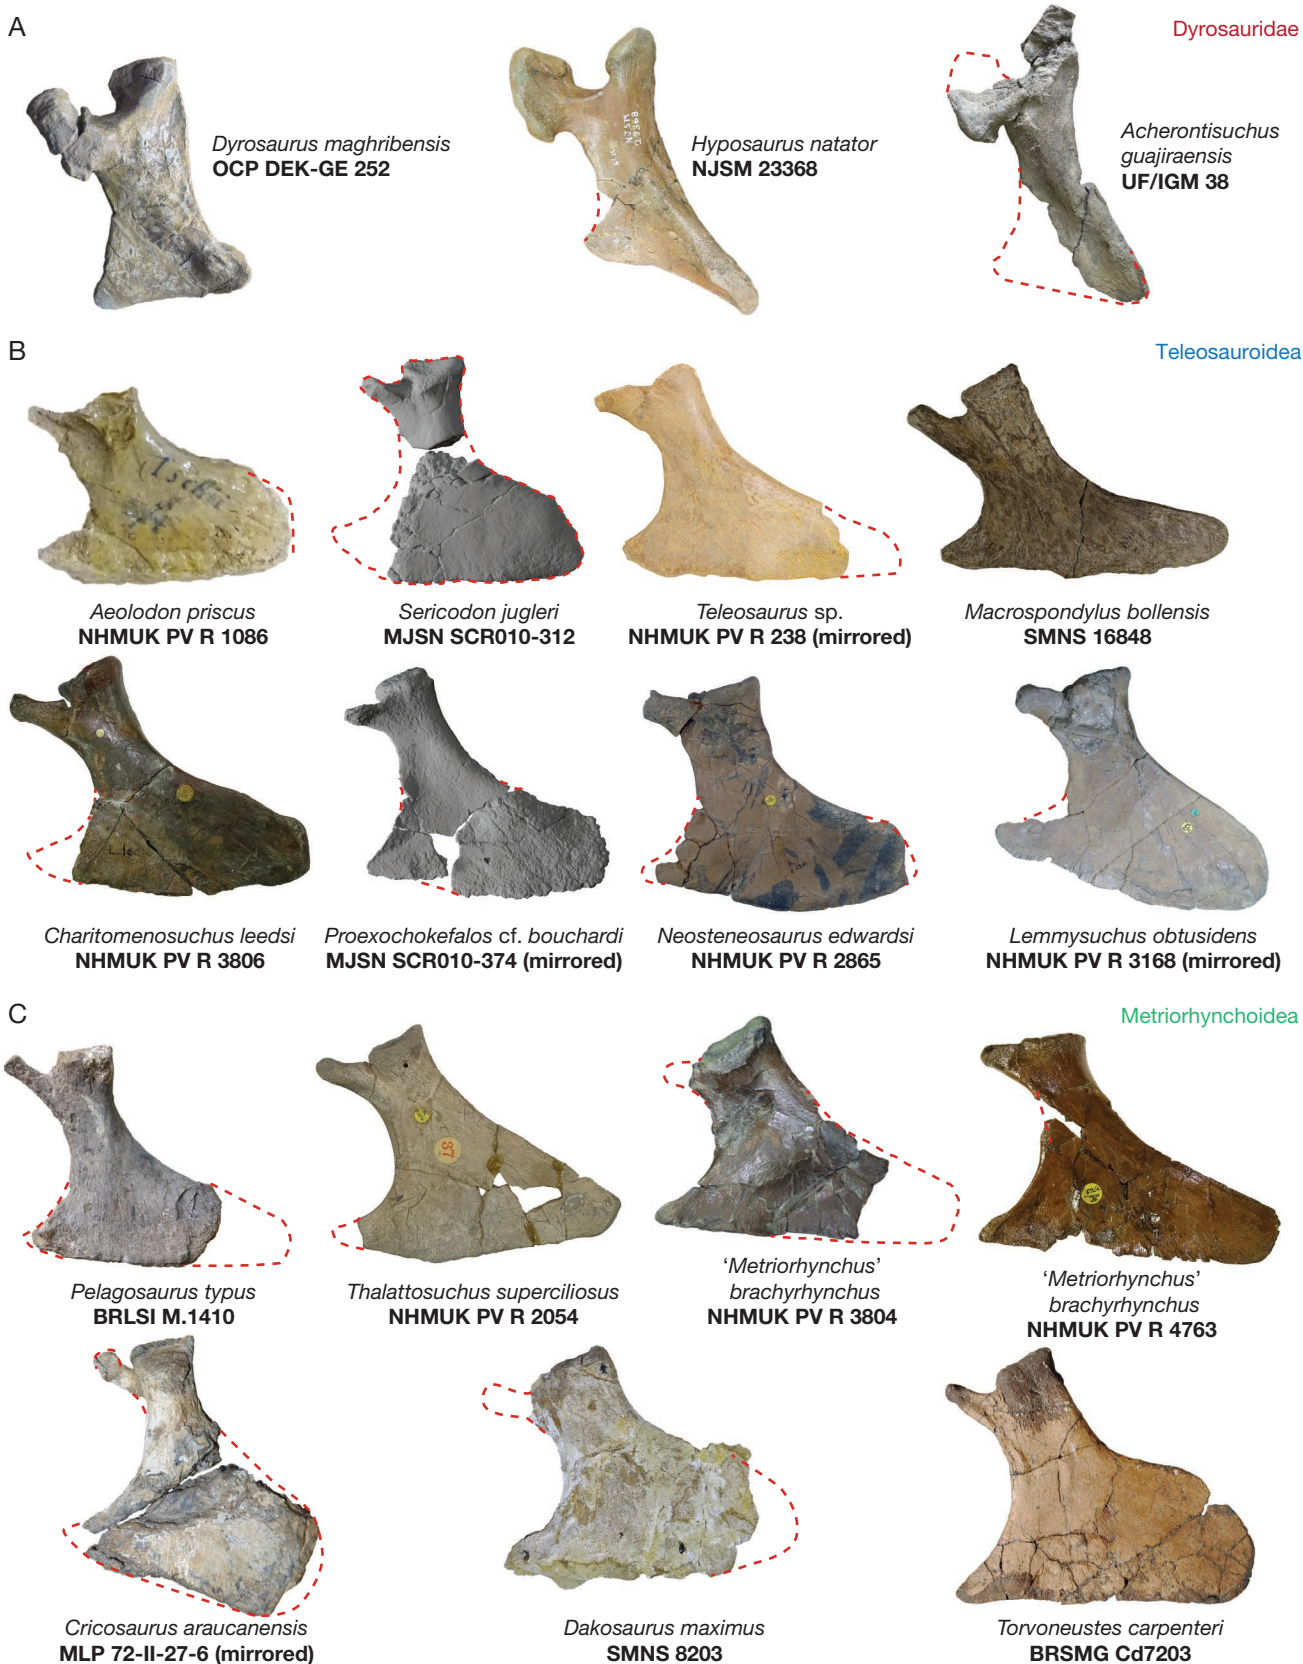 A
Dyrosauridae
Dyrosaurus maghribensis
OCP DEK-GE 252
Hyposaurus natator
NJSM 23368
NJSM
23368
Acherontisuchus
guajiraensis
UF/IGM 38
B
Teleosauroidea
Aeolodon priscus
NHMUK PV R 1086
Sericodon jugleri
MJSN SCR010-312
Teleosaurus sp.
NHMUK PV R 238 (mirrored)
Macrospondylus bollensis
SMNS 16848
Charitomenosuchus leedsi
NHMUK PV R 3806
Proexochokefalos cf. bouchardi
MJSN SCR010-374 (mirrored)
Neosteneosaurus edwardsi
NHMUK PV R 2865
Lemmysuchus obtusidens
NHMUK PV R 3168 (mirrored)
C
Metriorhynchoidea
37
Pelagosaurus typus
BRLSI M.1410
Thalattosuchus superciliosus
NHMUK PV R 2054
‘Metriorhynchus’
brachyrhynchus
NHMUK PV R 3804
‘Metriorhynchus’
brachyrhynchus
NHMUK PV R 4763
Cricosaurus araucanensis
MLP 72-II-27-6 (mirrored)
Dakosaurus maximus
SMNS 8203
Torvoneustes carpenteri
BRSMG Cd7203